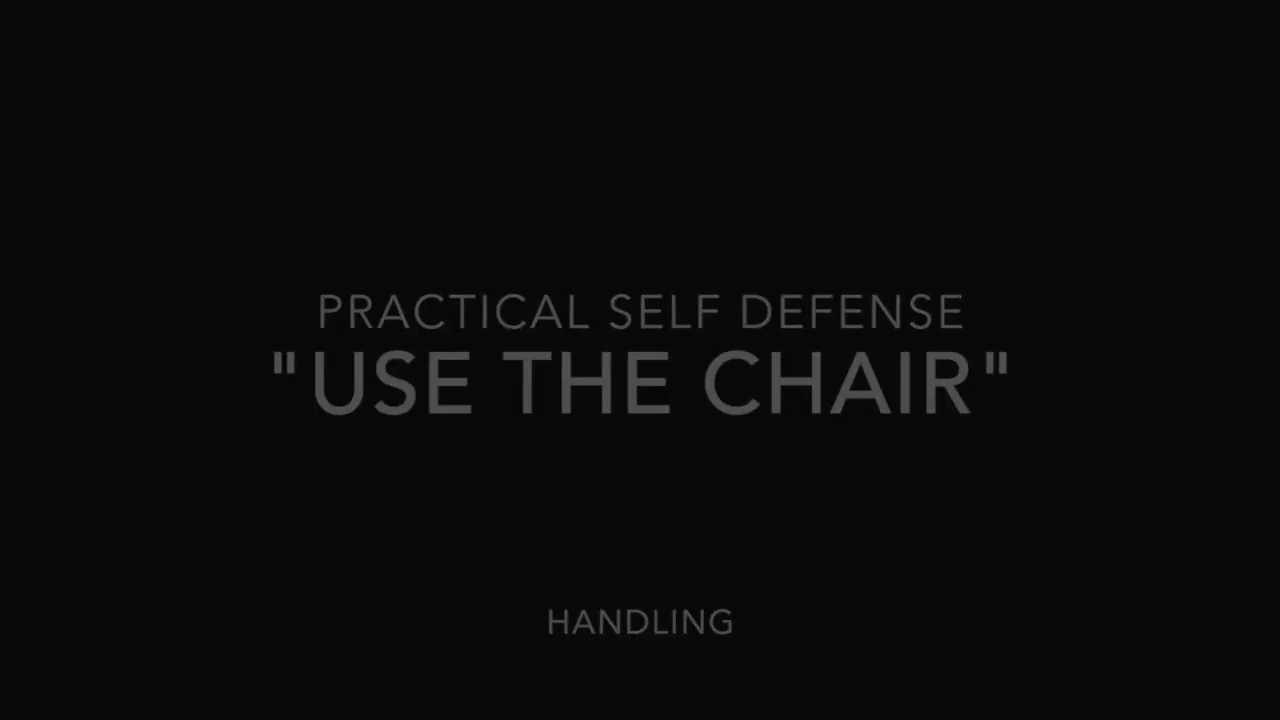 PRACTICAL SELF DEFENSE
"USE THE CHAIR"
HANDLING